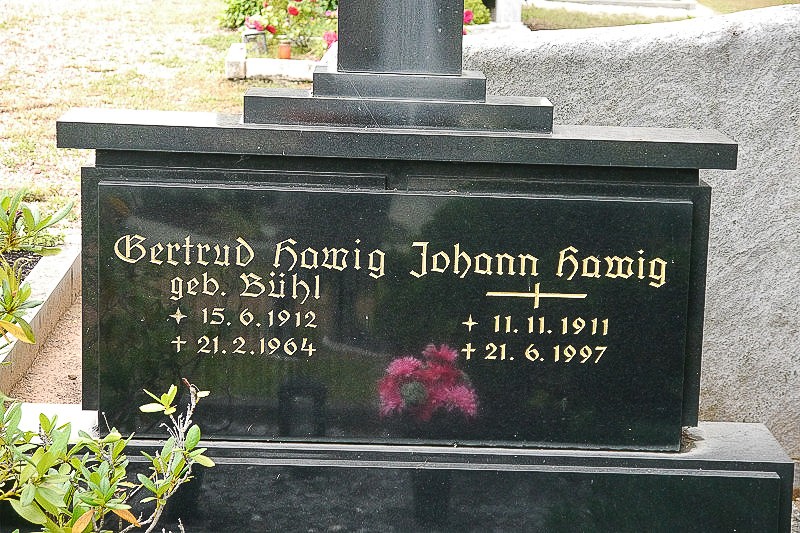 Gertrud Hawig
geb. Bühl
✦ 15. 6. 1912
✝ 21. 2. 1964
Johann Hawig
✦ 11. 11. 1911
✝ 21. 6. 1997